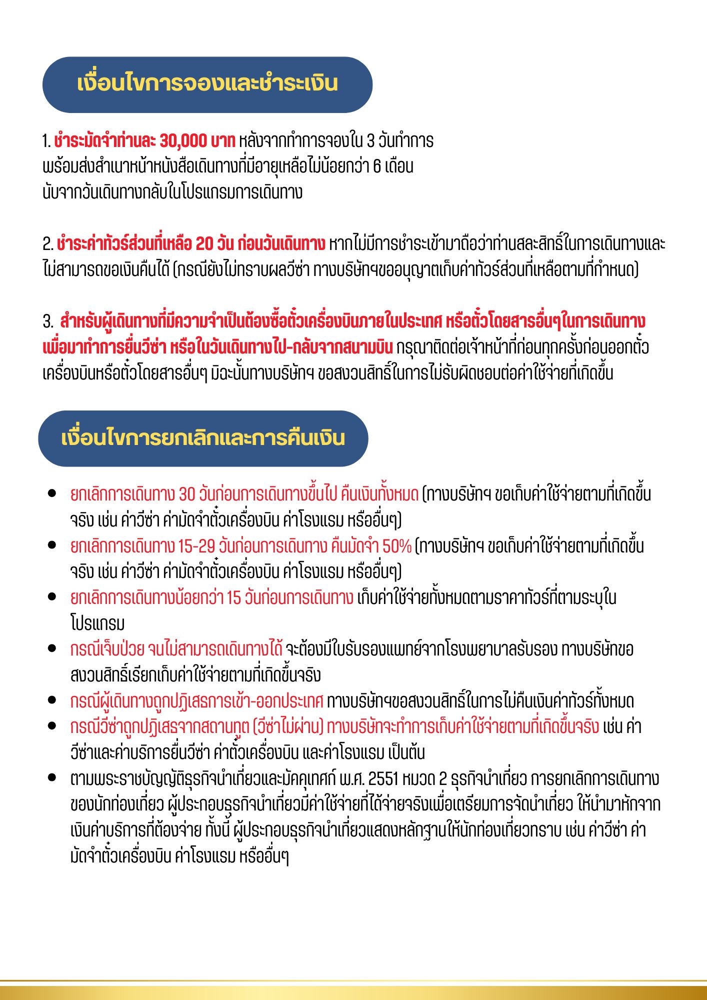 เงื่อนไขการจองและชำระเงิน
1. ชำระมัดจำท่านละ 30,000 บาท หลังจากทำการจองใน 3 วันทำการ
พร้อมส่งสำเนาหน้าหนังสือเดินทางที่มีอายุเหลือไม่น้อยกว่า 6 เดือน
นับจากวันเดินทางกลับในโปรแกรมการเดินทาง
2. ชำระค่าทัวร์ส่วนที่เหลือ 20 วัน ก่อนวันเดินทาง หากไม่มีการชำระเข้ามาถือว่าท่านสละสิทธิ์ในการเดินทางและ
ไม่สามารถขอเงินคืนได้ (กรณียังไม่ทราบผลวีซ่า ทางบริษัทฯขออนุญาตเก็บค่าทัวร์ส่วนที่เหลือตามที่กำหนด)
3. สำหรับผู้เดินทางที่มีความจำเป็นต้องซื้อตั๋วเครื่องบินภายในประเทศ หรือตั๋วโดยสารอื่นๆในการเดินทาง
เพื่อมาทำการยื่นวีซ่า หรือในวันเดินทางไป-กลับจากสนามบิน กรุณาติดต่อเจ้าหน้าที่ก่อนทุกครั้งก่อนออกตั๋ว
เครื่องบินหรือตั๋วโดยสารอื่นๆ มิฉะนั้นทางบริษัทฯ ขอสงวนสิทธิ์ในการไม่รับผิดชอบต่อค่าใช้จ่ายที่เกิดขึ้น
เงื่อนไขการยกเลิกและการคืนเงิน
• ยกเลิกการเดินทาง 30 วันก่อนการเดินทางขึ้นไป คืนเงินทั้งหมด (ทางบริษัทฯ ขอเก็บค่าใช้จ่ายตามที่เกิดขึ้น
จริง เช่น ค่าวีซ่า ค่ามัดจำตั๋วเครื่องบิน ค่าโรงแรม หรืออื่นๆ)
• ยกเลิกการเดินทาง 15-29 วันก่อนการเดินทาง คืนมัดจำ 50% (ทางบริษัทฯ ขอเก็บค่าใช้จ่ายตามที่เกิดขึ้น
จริง เช่น ค่าวีซ่า ค่ามัดจำตั๋วเครื่องบิน ค่าโรงแรม หรืออื่นๆ)
• ยกเลิกการเดินทางน้อยกว่า 15 วันก่อนการเดินทาง เก็บค่าใช้จ่ายทั้งหมดตามราคาทัวร์ที่ตามระบุใน
โปรแกรม
• กรณีเจ็บป่วย จนไม่สามารถเดินทางได้ จะต้องมีใบรับรองแพทย์จากโรงพยาบาลรับรอง ทางบริษัทขอ
สงวนสิทธิ์เรียกเก็บค่าใช้จ่ายตามที่เกิดขึ้นจริง
• กรณีผู้เดินทางถูกปฏิเสธการเข้า-ออกประเทศ ทางบริษัทฯขอสงวนสิทธิ์ในการไม่คืนเงินค่าทัวร์ทั้งหมด
• กรณีวีซ่าถูกปฏิเสธจากสถานทูต (วีซ่าไม่ผ่าน) ทางบริษัทจะทำการเก็บค่าใช้จ่ายตามที่เกิดขึ้นจริง เช่น ค่า
วีซ่าและค่าบริการยื่นวีซ่า ค่าตั๋วเครื่องบิน และค่าโรงแรม เป็นต้น
• ตามพระราชบัญญัติธุรกิจนำเที่ยวและมัคคุเทศก์ พ.ศ. 2551 หมวด 2 ธุรกิจนำเที่ยว การยกเลิกการเดินทาง
ของนักท่องเที่ยว ผู้ประกอบธุรกิจนำเที่ยวมีค่าใช้จ่ายที่ได้จ่ายจริงเพื่อเตรียมการจัดนำเที่ยว ให้นำมาหักจาก
เงินค่าบริการที่ต้องจ่าย ทั้งนี้ ผู้ประกอบธุรกิจนำเที่ยวแสดงหลักฐานให้นักท่องเที่ยวทราบ เช่น ค่าวีซ่า ค่า
มัดจำตั๋วเครื่องบิน ค่าโรงแรม หรืออื่นๆ